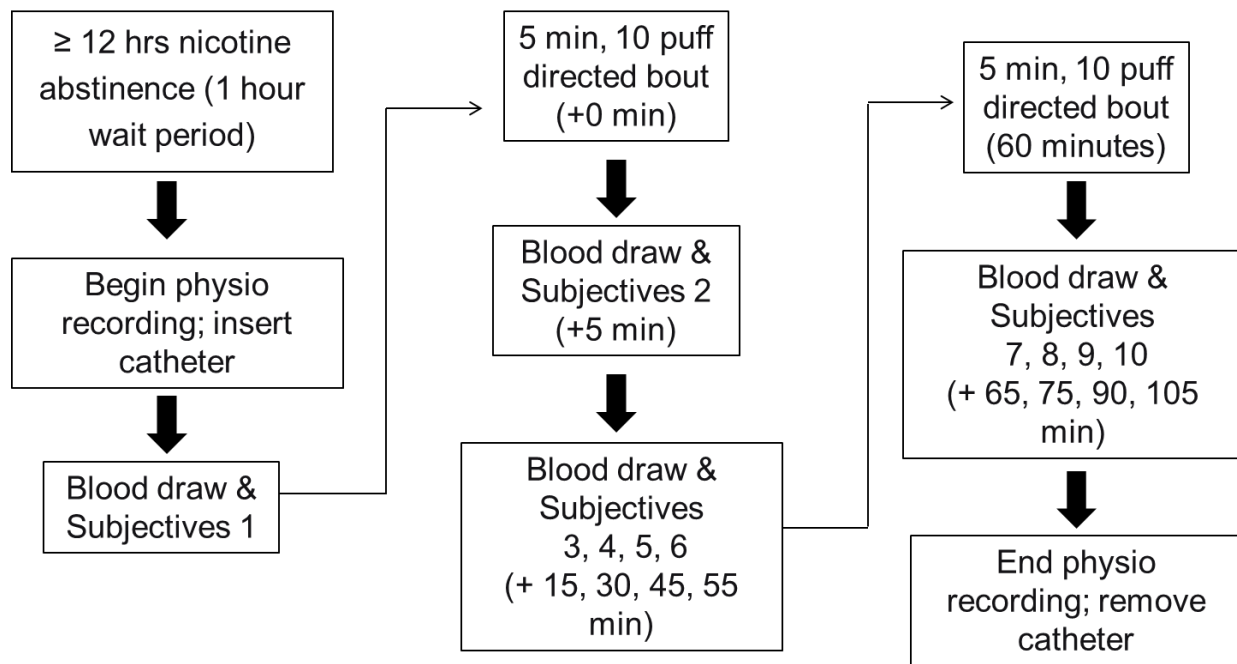 ≥ 12 hrs nicotine
abstinence (1 hour
wait period)
Begin physio
recording; insert
catheter
Blood draw &
Subjectives 1
5 min, 10 puff
directed bout
(+0 min)
Blood draw &
Subjectives 2
(+5 min)
Blood draw &
Subjectives
3, 4, 5, 6
(+ 15, 30, 45, 55
min)
5 min, 10 puff
directed bout
(60 minutes)
Blood draw &
Subjectives
7, 8, 9, 10
(+ 65, 75, 90, 105
min)
End physio
recording; remove
catheter